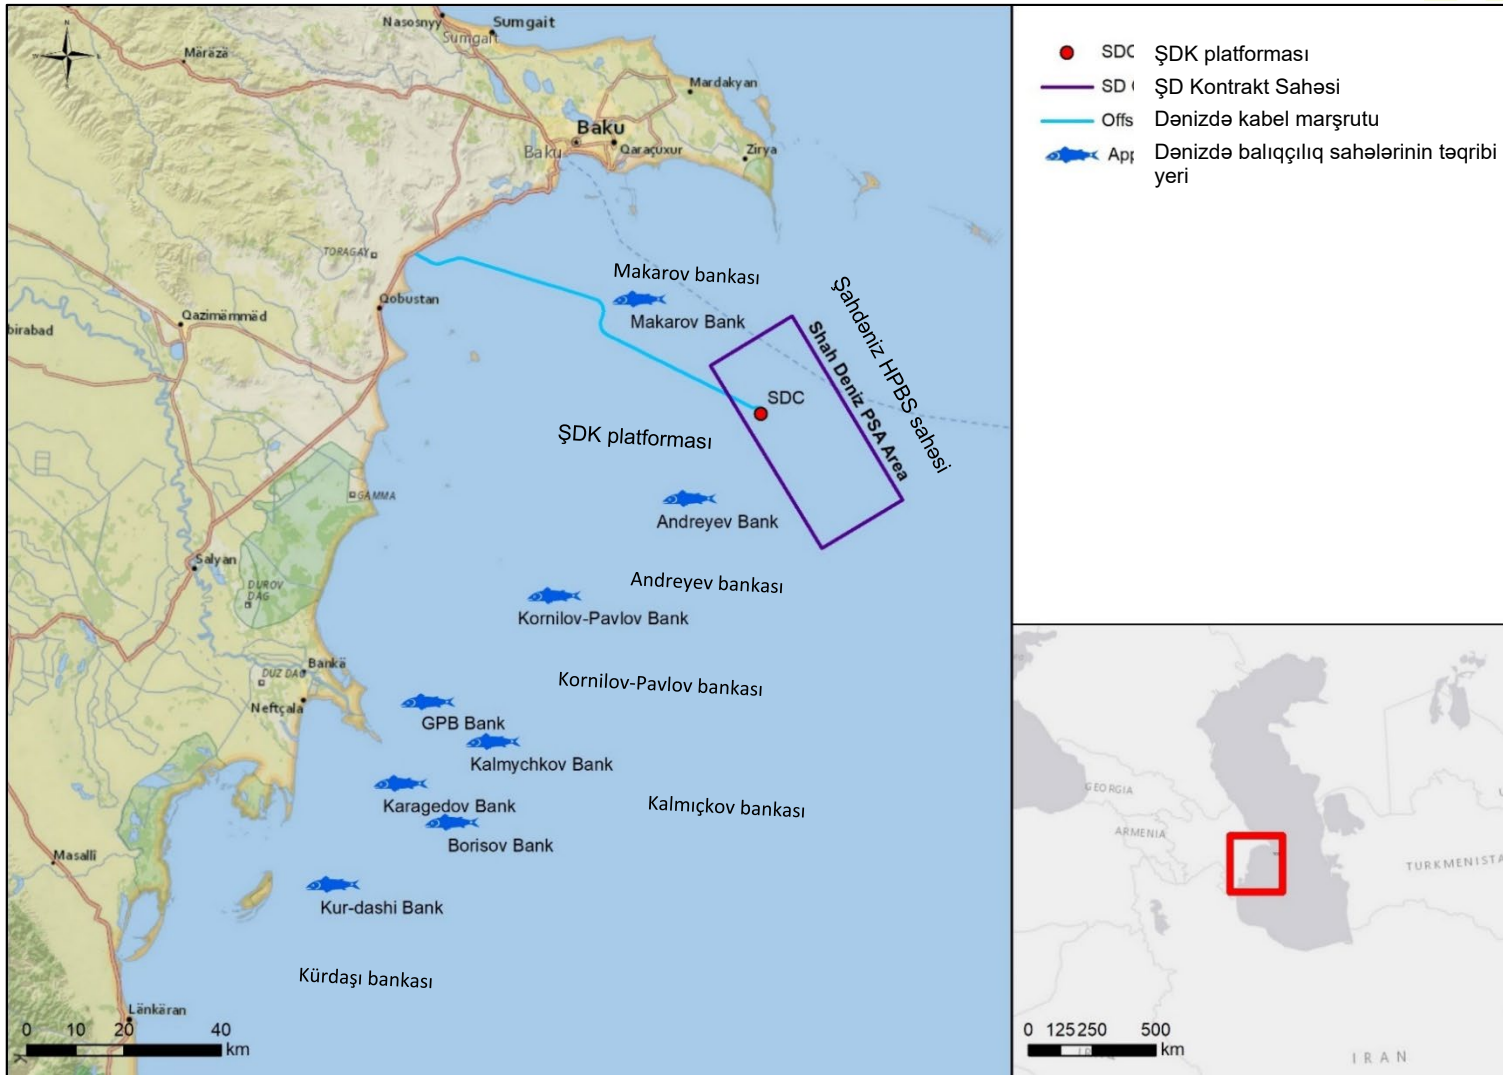 Nasosnyy
Sumgait
Sumgait
Märäzä
Mardakyan
Baku
Baku
Qaraçuxur
Zirya
TORAGAY
Qobustan
Qazimämmäd
birabad
Makarov bankası
Makarov Bank
Şahdəniz HPBS sahəsi
Shah Deniz PSA Area
SDC
ŞDK platforması
GAMMA
Andreyev Bank
Salyan
DUROV
DAG
Andreyev bankası
Kornilov-Pavlov Bank
Bankä
DUZ DAG
Neftçala
Kornilov-Pavlov bankası
GPB Bank
Kalmychkov Bank
Karagedov Bank
Kalmıçkov bankası
Borisov Bank
Masallı
Kur-dashi Bank
Kürdaşı bankası
Länkäran
0 10 20 40
km
SDC ŞDK platforması
SD ŞD Kontrakt Sahəsi
Offs Dənizdə kabel marşrutu
App Dənizdə balıqçılıq sahələrinin təqribi
yeri
GEORGIA
ARMENIA
TURKMENISTA
IRAN
0 125 250 500
km